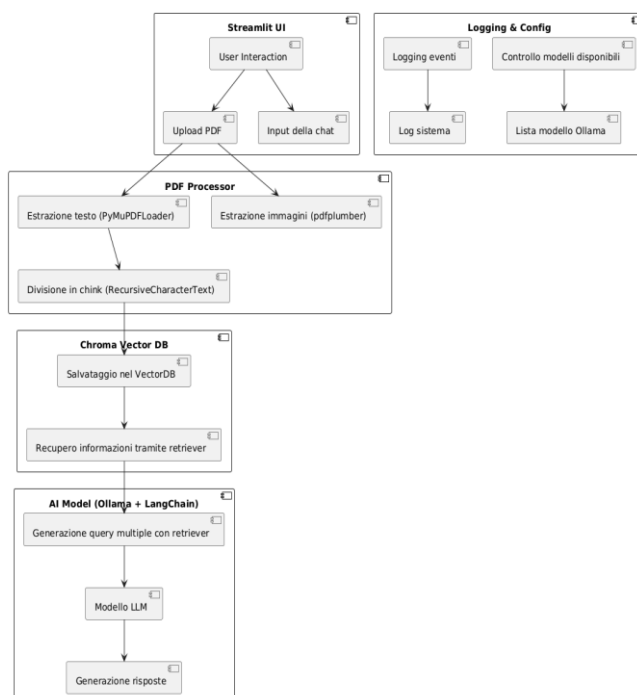 Streamlit UI
User Interaction
Upload PDF
Input della chat
Logging & Config
Logging eventi
Controllo modelli disponibili
Log sistema
Lista modello Ollama
PDF Processor
Estrazione testo (PyMuPDFLoader)
Estrazione immagini (pdfplumber)
Divisione in chink (RecursiveCharacterText)
Chroma Vector DB
Salvataggio nel VectorDB
Recupero informazioni tramite retriever
AI Model (Ollama + LangChain)
Generazione query multiple con retriever
Modello LLM
Generazione risposte